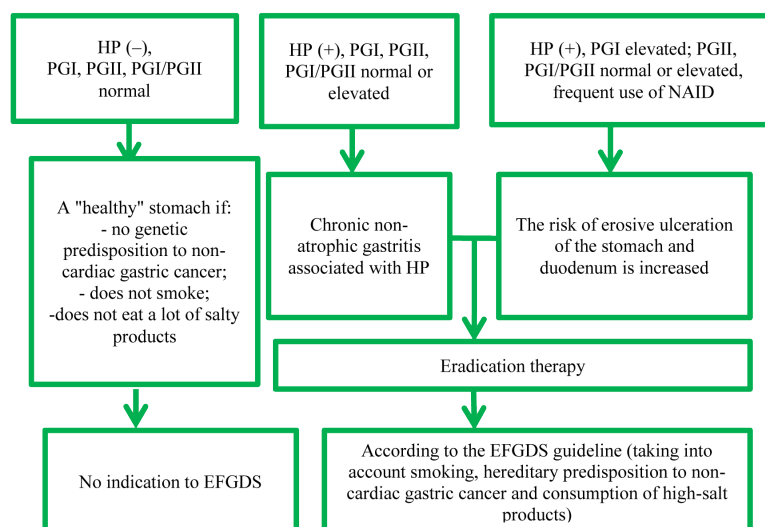 HP (–),
PGI, PGII, PGI/PGII
normal
HP (+), PGI, PGII,
PGI/PGII normal or
elevated
HP (+), PGI elevated; PGII,
PGI/PGII normal or elevated,
frequent use of NAID
A "healthy" stomach if:
- no genetic
predisposition to non-
cardiac gastric cancer;
- does not smoke;
-does not eat a lot of salty
products
Chronic non-
atrophic gastritis
associated with HP
The risk of erosive ulceration
of the stomach and
duodenum is increased
Eradication therapy
No indication to EFGDS
According to the EFGDS guideline (taking into
account smoking, hereditary predisposition to non-
cardiac gastric cancer and consumption of high-salt
products)